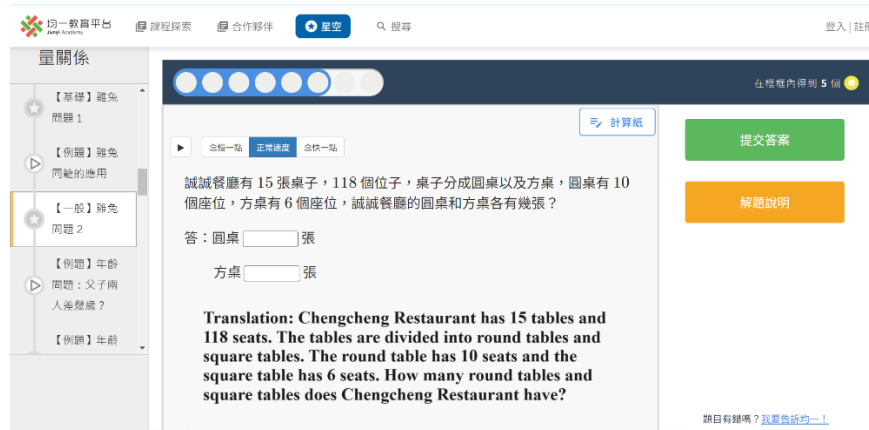 均一教育平台
Junyi Academy
課程探索
合作夥伴
星空
搜尋
登入 | 註冊
量關係
【基礎】雞兔
問題 1
【例題】雞兔
同籠的應用
【一般】雞兔
問題 2
【例題】年齡
問題：父子兩
人差幾歲？
【例題】年齡
在框框內得到 5 個
計算紙
念慢一點
正常速度
念快一點
誠誠餐廳有 15 張桌子，118 個位子，桌子分成圓桌以及方桌，圓桌有 10
個座位，方桌有 6 個座位，誠誠餐廳的圓桌和方桌各有幾張？
答：圓桌 張
方桌 張
Translation: Chengcheng Restaurant has 15 tables and
118 seats. The tables are divided into round tables and
square tables. The round table has 10 seats and the
square table has 6 seats. How many round tables and
square tables does Chengcheng Restaurant have?
提交答案
解題說明
題目有錯嗎？我要告訴均一！